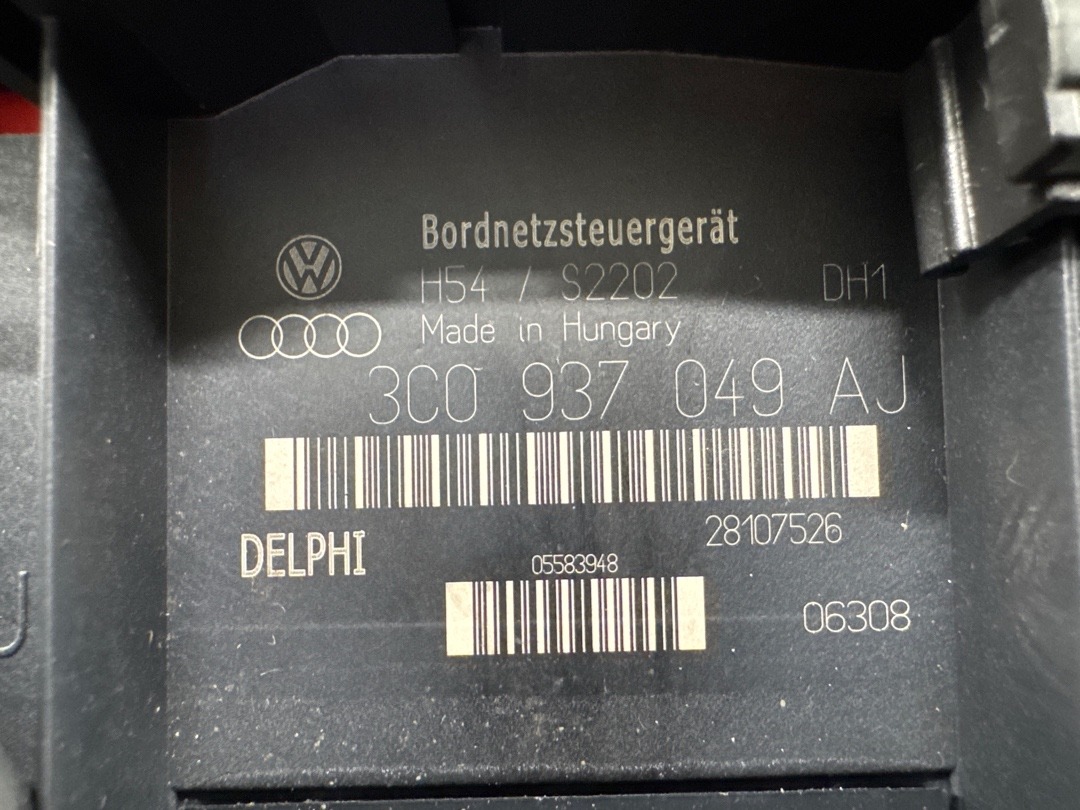 Bordnetzsteuergerät
H54 / S2202 DH1
Made in Hungary
3C0 937 049 AJ
28107526
DELPHI
05583948
06308